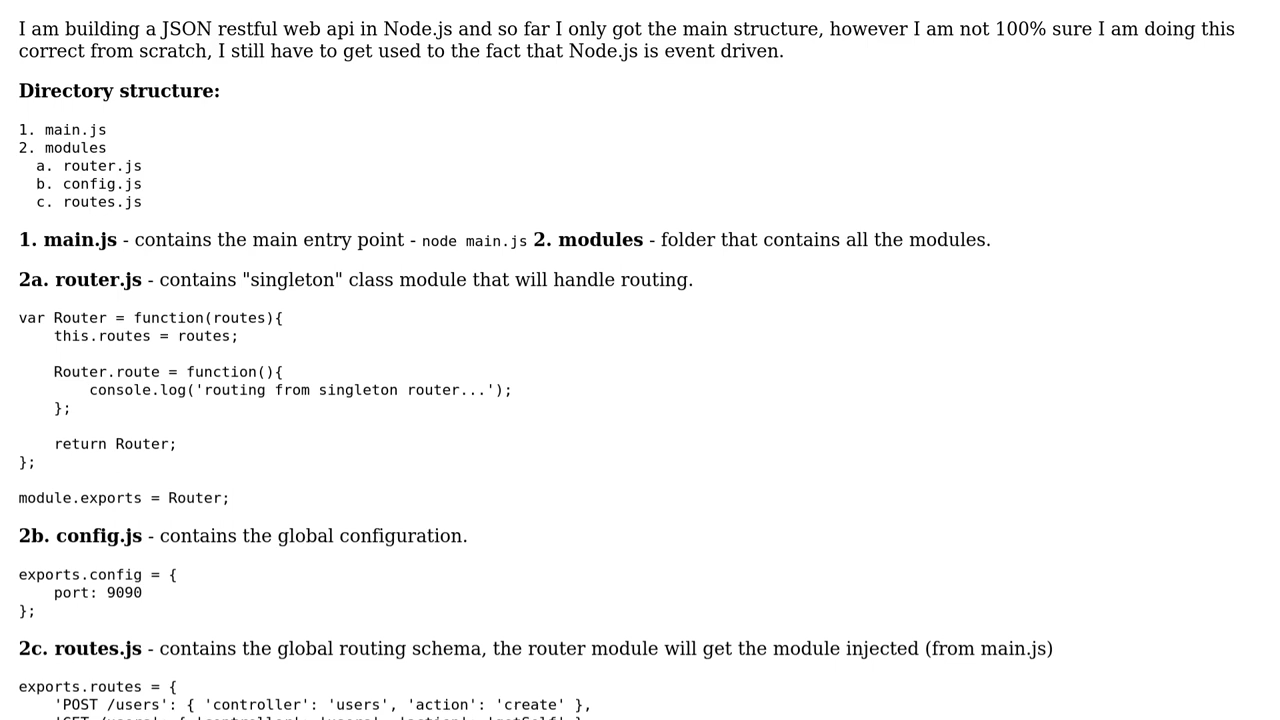 I am building a JSON restful web api in Node.js and so far I only got the main structure, however I am not 100% sure I am doing this
correct from scratch, I still have to get used to the fact that Node.js is event driven.
Directory structure:
1. main.js
2. modules
  a. router.js
  b. config.js
  c. routes.js
1. main.js - contains the main entry point - node main.js 2. modules - folder that contains all the modules.
2a. router.js - contains "singleton" class module that will handle routing.
var Router = function(routes){
    this.routes = routes;
    Router.route = function(){
        console.log('routing from singleton router...');
    };
    return Router;
};
module.exports = Router;
2b. config.js - contains the global configuration.
exports.config = {
    port: 9090
};
2c. routes.js - contains the global routing schema, the router module will get the module injected (from main.js)
exports.routes = {
    'POST /users': { 'controller': 'users', 'action': 'create' },